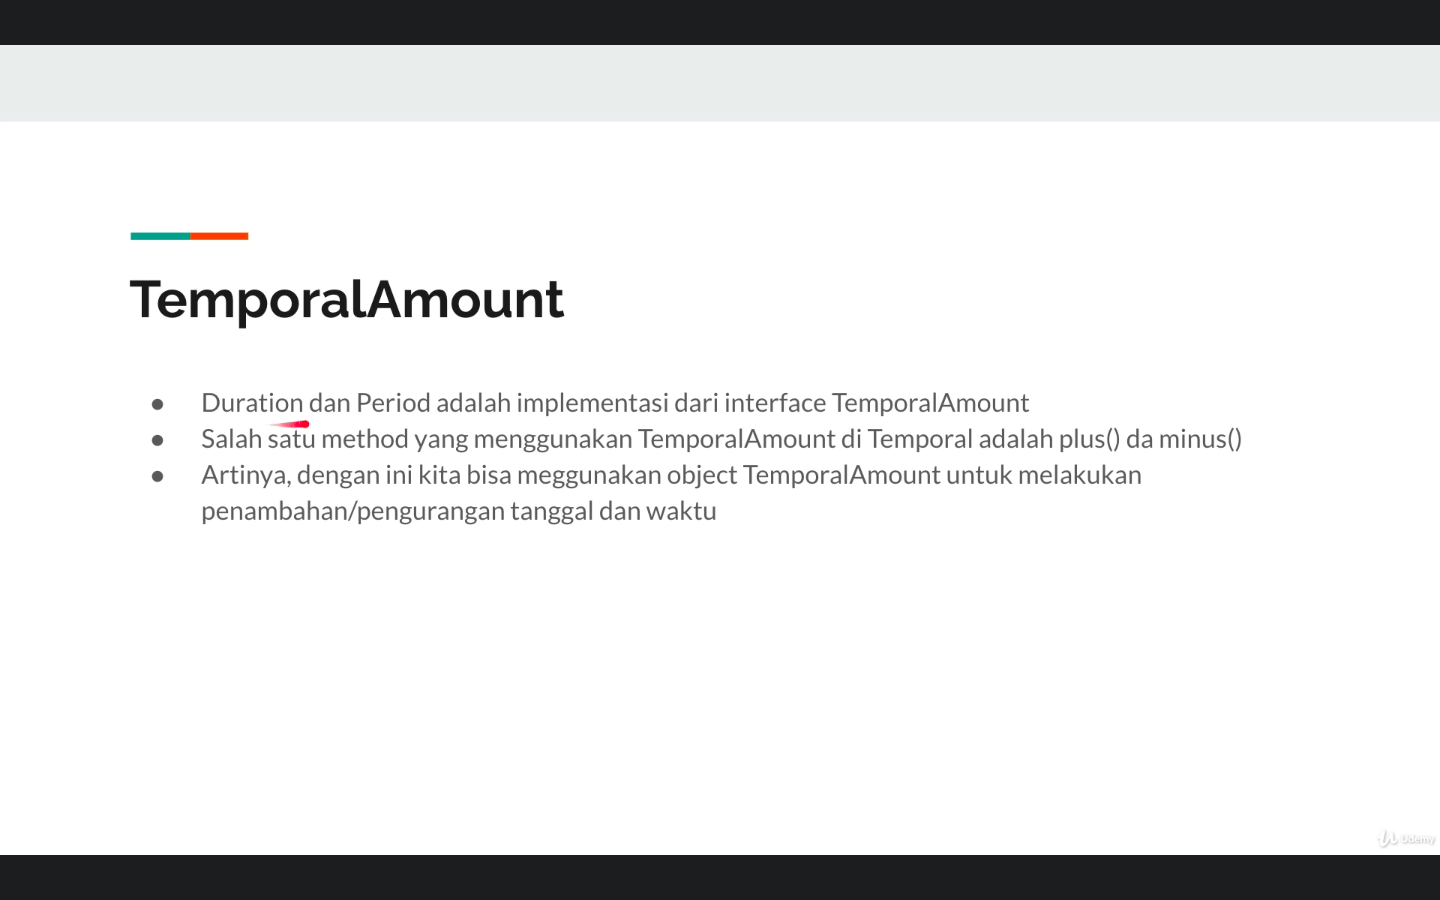 TemporalAmount
● Duration dan Period adalah implementasi dari interface TemporalAmount
● Salah satu method yang menggunakan TemporalAmount di Temporal adalah plus() da minus()
● Artinya, dengan ini kita bisa meggunakan object TemporalAmount untuk melakukan
penambahan/pengurangan tanggal dan waktu
Udemy